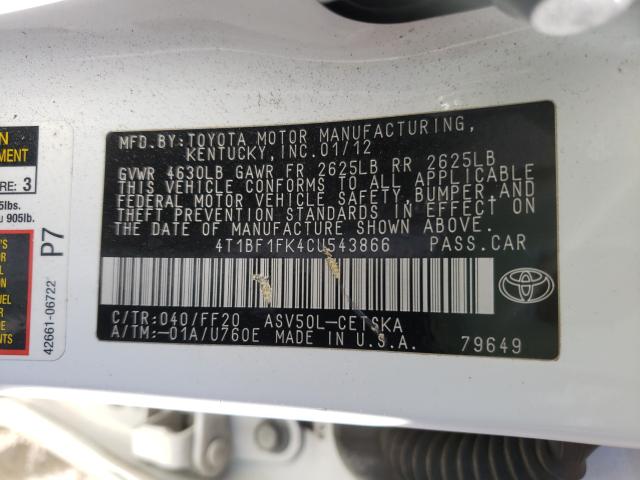 MFD.BY:TOYOTA MOTOR MANUFACTURING,
KENTUCKY, INC. 01/12
GVWR 4630LB GAWR FR 2625LB RR 2625LB
THIS VEHICLE CONFORMS TO ALL APPLICABLE
FEDERAL MOTOR VEHICLE SAFETY, BUMPER, AND
THEFT PREVENTION STANDARDS IN EFFECT ON
THE DATE OF MANUFACTURE SHOWN ABOVE.
4T1BF1FK4CU543866 PASS.CAR
C/TR:040/FF20 ASV50L-CETSKA
A/TM:-01A/U760E MADE IN U.S.A. 79649
P7
42661-06722
RE: 3
905lb.